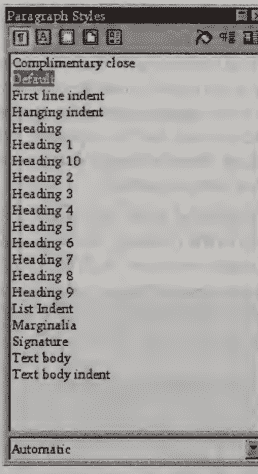 Paragraph Styles
Complimentary close
Default
First line indent
Hanging indent
Heading
Heading 1
Heading 10
Heading 2
Heading 3
Heading 4
Heading 5
Heading 6
Heading 7
Heading 8
Heading 9
List Indent
Marginalia
Signature
Text body
Text body indent
Automatic